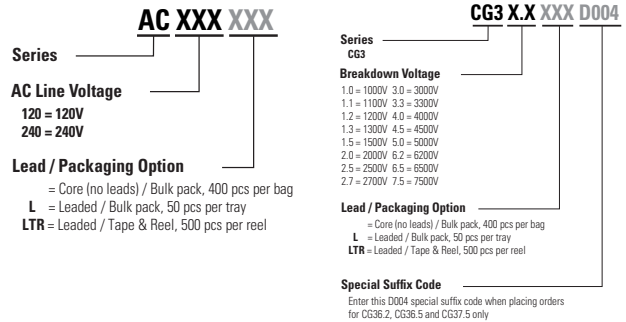 AC XXX XXX
Series
AC Line Voltage
120 = 120V
240 = 240V
Lead / Packaging Option
= Core (no leads) / Bulk pack, 400 pcs per bag
L = Leaded / Bulk pack, 50 pcs per tray
LTR = Leaded / Tape & Reel, 500 pcs per reel
CG3 X.X XXX D004
Series
CG3
Breakdown Voltage
1.0 = 1000V 3.0 = 3000V
1.1 = 1100V 3.3 = 3300V
1.2 = 1200V 4.0 = 4000V
1.3 = 1300V 4.5 = 4500V
1.5 = 1500V 5.0 = 5000V
2.0 = 2000V 6.2 = 6200V
2.5 = 2500V 6.5 = 6500V
2.7 = 2700V 7.5 = 7500V
Lead / Packaging Option
= Core (no leads) / Bulk pack, 400 pcs per bag
L = Leaded / Bulk pack, 50 pcs per tray
LTR = Leaded / Tape & Reel, 500 pcs per reel
Special Suffix Code
Enter this D004 special suffix code when placing orders
for CG36.2, CG36.5 and CG37.5 only